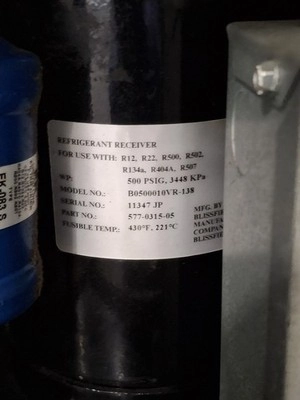 REFRIGERANT RECEIVER
FOR USE WITH: R12, R22, R500, R502,
R134a, R404A, R507
WP: 500 PSIG, 3448 KPa
MODEL NO.: B0500010VR-138
SERIAL NO.: 11347 JP
PART NO.: 577-0315-05
FUSIBLE TEMP.: 430°F, 221°C
MFG. BY
BLISSFI
MANUFA
COMPAN
BLISSFI
EK-083 S